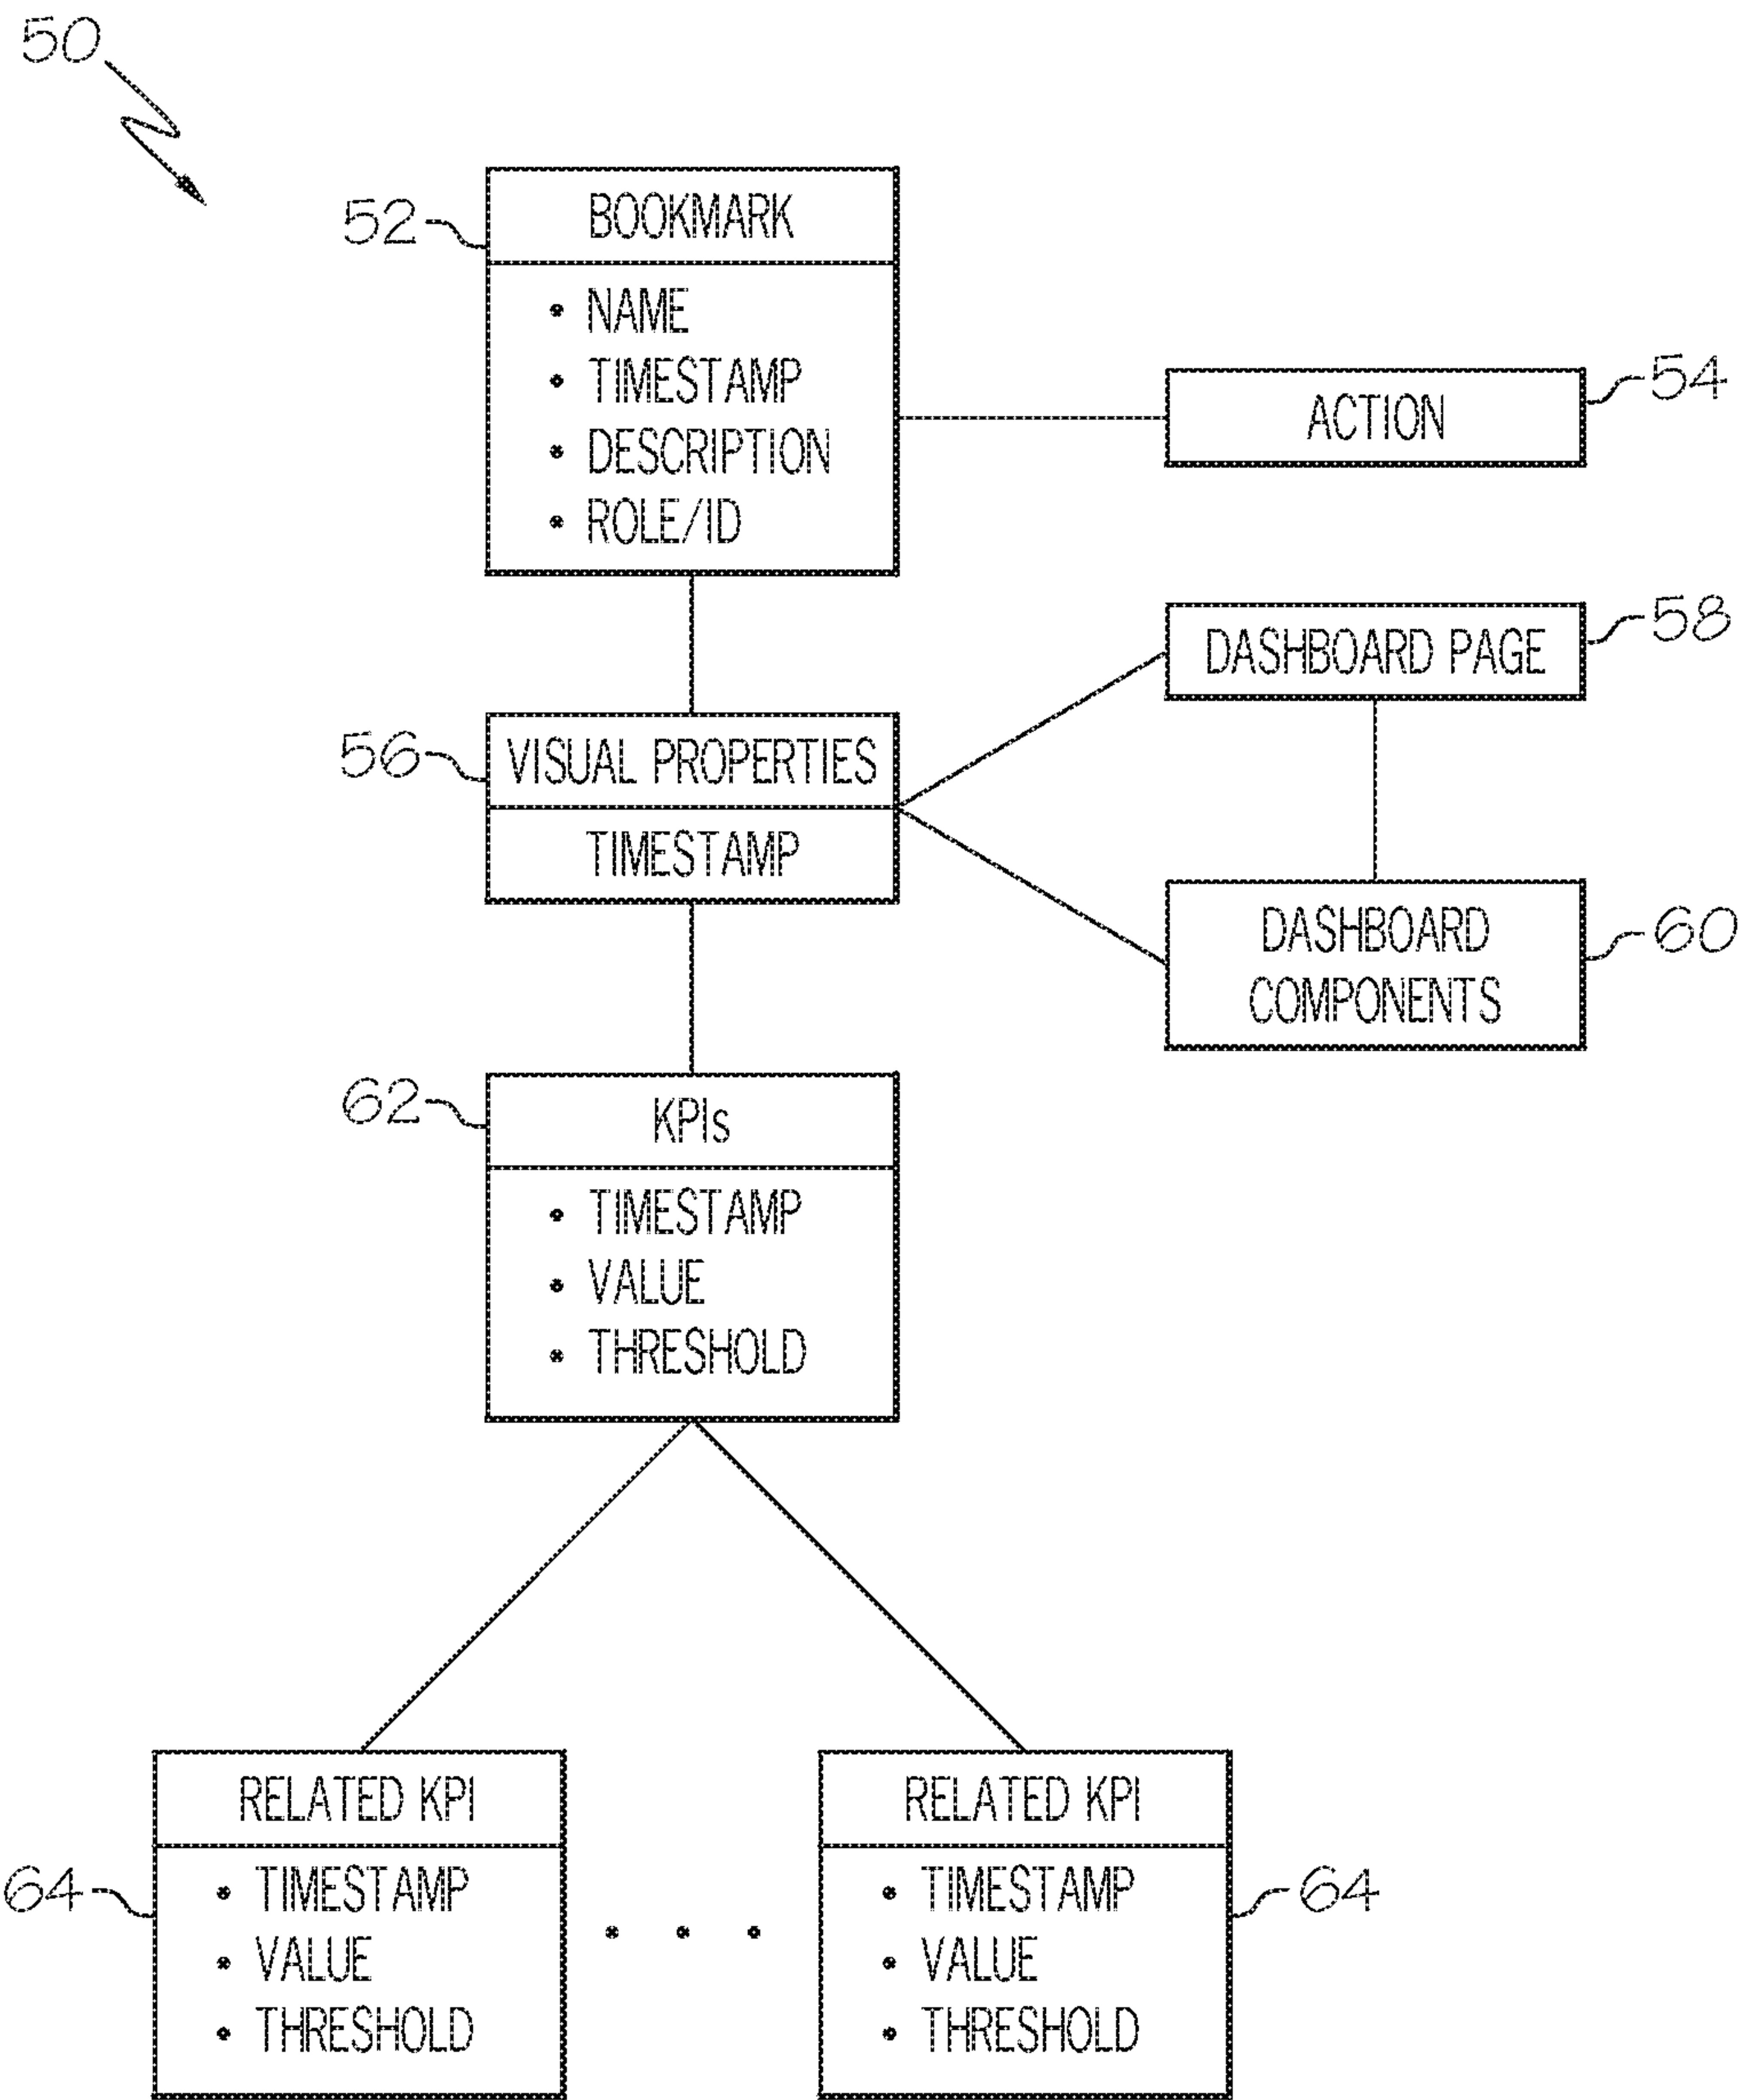 50
52
BOOKMARK
• NAME
• TIMESTAMP
• DESCRIPTION
• ROLE/ID
ACTION
54
DASHBOARD PAGE
58
56
VISUAL PROPERTIES
TIMESTAMP
DASHBOARD
COMPONENTS
60
62
KPIs
• TIMESTAMP
• VALUE
• THRESHOLD
RELATED KPI
64
• TIMESTAMP
• VALUE
• THRESHOLD
• • •
RELATED KPI
• TIMESTAMP
• VALUE
• THRESHOLD
64